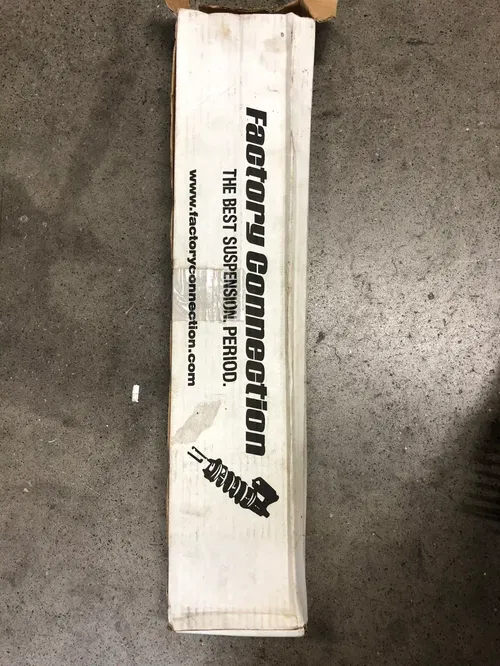 Factory Connection
THE BEST SUSPENSION. PERIOD.
www.factoryconnection.com